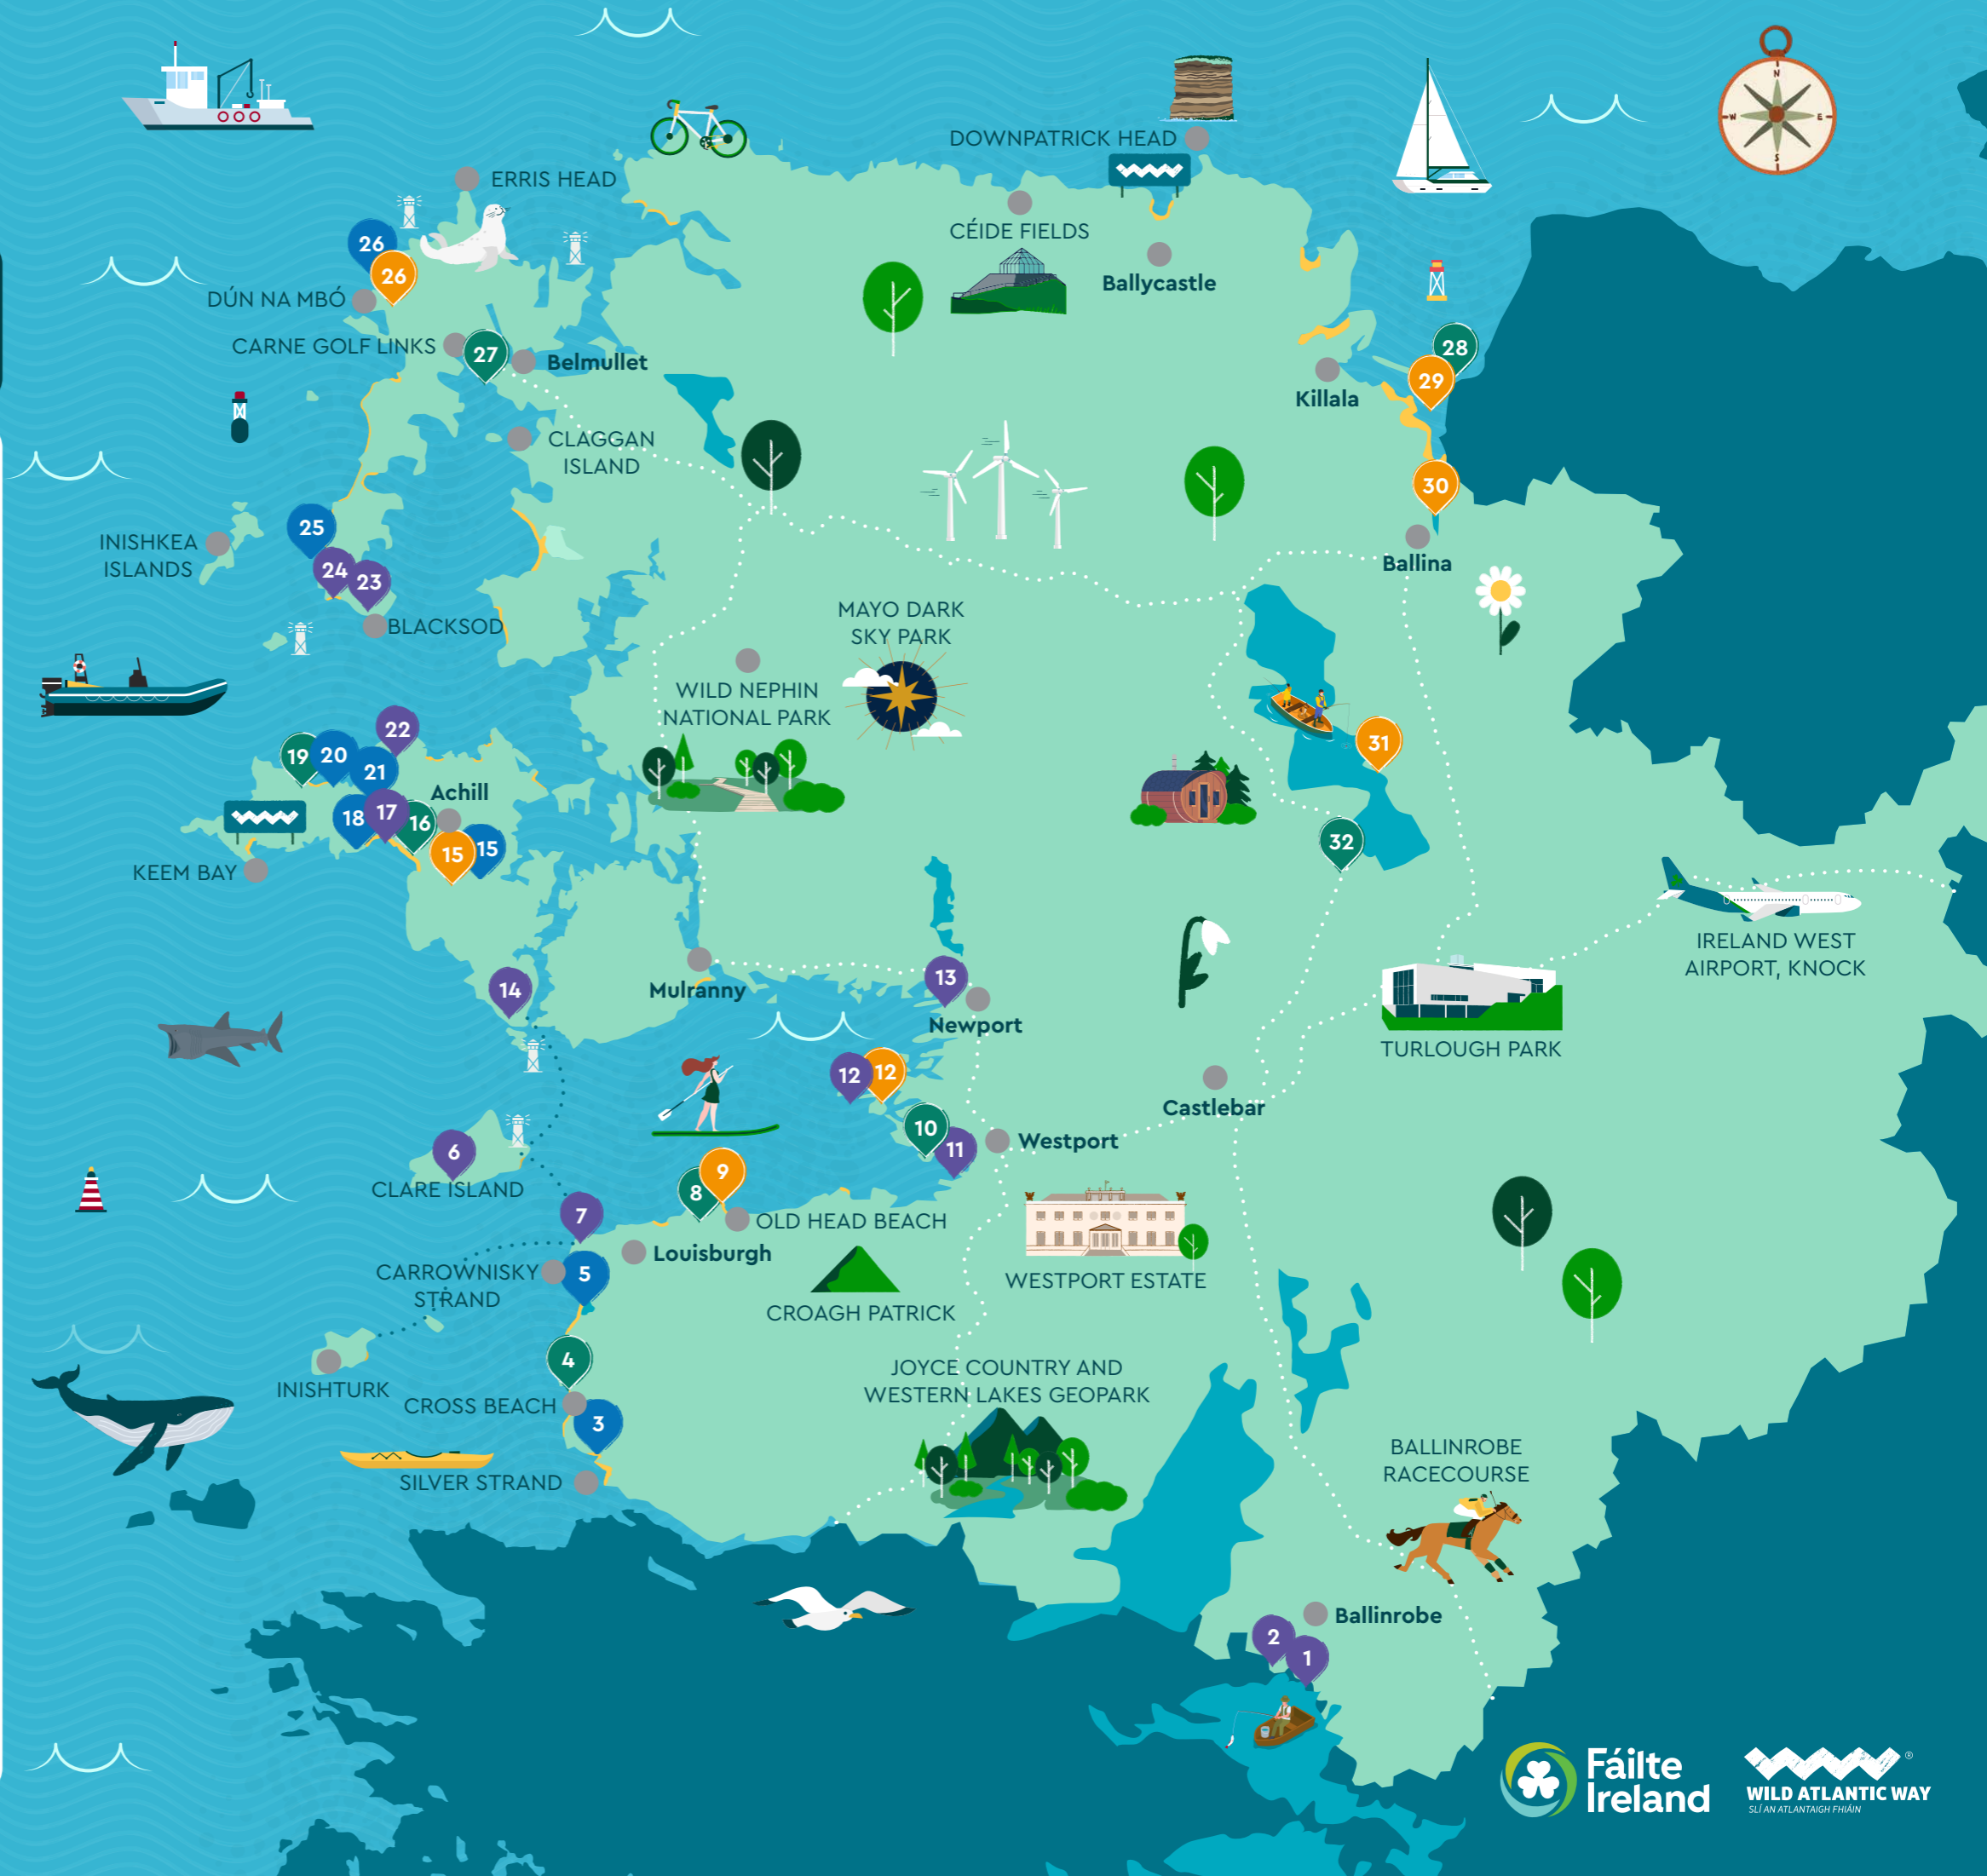 N
W
E
S
DOWNPATRICK HEAD
ERRIS HEAD
CÉIDE FIELDS
26
26
Ballycastle
DÚN NA MBÓ
CARNE GOLF LINKS
27
Belmullet
28
29
Killala
CLAGGAN
ISLAND
30
25
INISHKEA
ISLANDS
24
23
Ballina
BLACKSOD
MAYO DARK
SKY PARK
WILD NEPHIN
NATIONAL PARK
22
19
20
21
31
Achill
18
17
16
15
15
32
KEEM BAY
IRELAND WEST
AIRPORT, KNOCK
14
Mulranny
13
Newport
TURLOUGH PARK
12
12
Castlebar
10
11
Westport
6
CLARE ISLAND
8
9
7
OLD HEAD BEACH
Louisburgh
CARROWNISKY
STRAND
5
WESTPORT ESTATE
CROAGH PATRICK
4
INISHTURK
JOYCE COUNTRY AND
WESTERN LAKES GEOPARK
CROSS BEACH
3
SILVER STRAND
BALLINROBE
RACECOURSE
Ballinrobe
2
1
Fáilte
Ireland
®
WILD ATLANTIC WAY
SLÍ AN ATLANTAIGH FHIÁIN